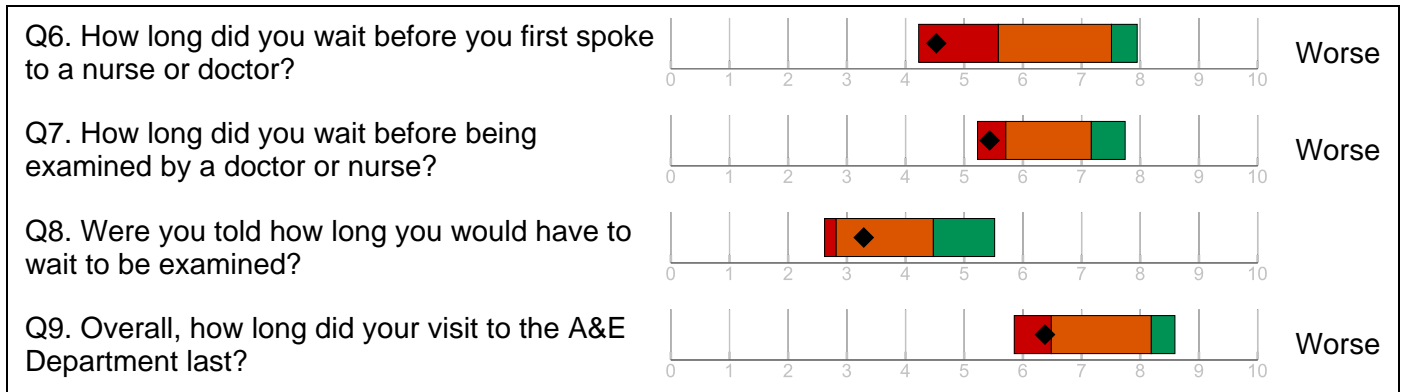 Q6. How long did you wait before you first spoke
to a nurse or doctor?
0 1 2 3 4 5 6 7 8 9 10
Worse
Q7. How long did you wait before being
examined by a doctor or nurse?
0 1 2 3 4 5 6 7 8 9 10
Worse
Q8. Were you told how long you would have to
wait to be examined?
0 1 2 3 4 5 6 7 8 9 10
Q9. Overall, how long did your visit to the A&E
Department last?
0 1 2 3 4 5 6 7 8 9 10
Worse